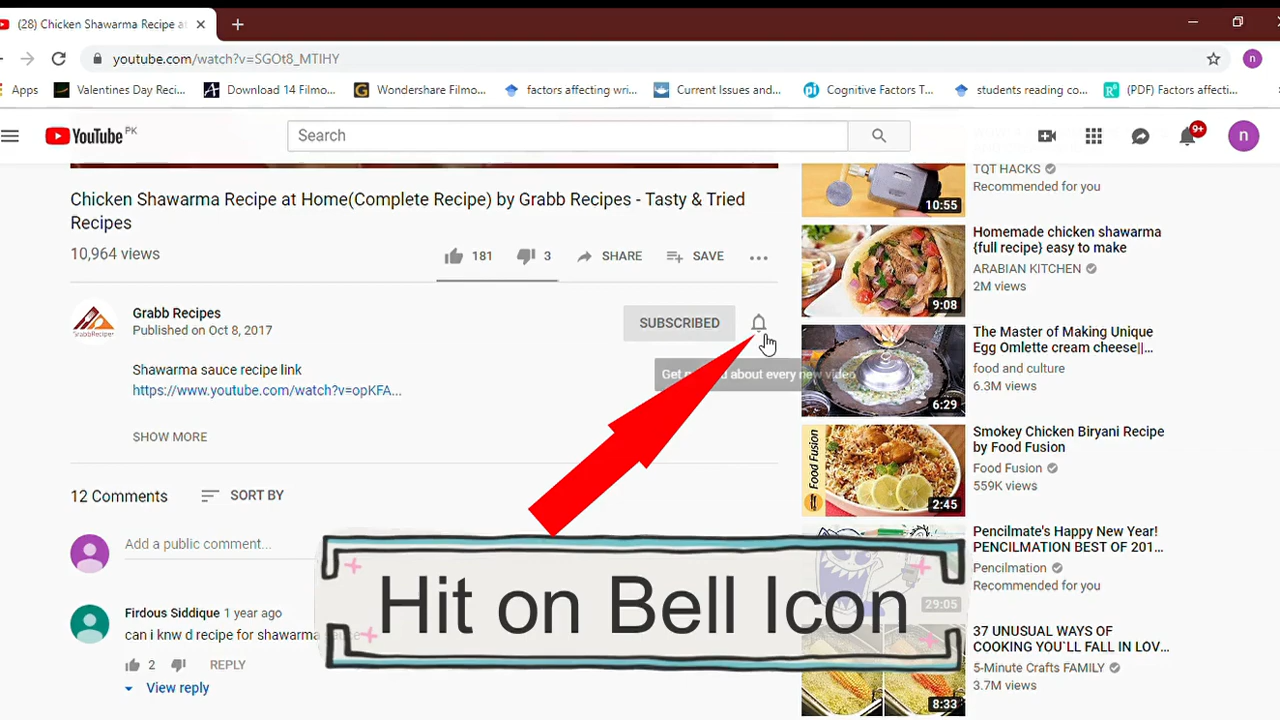 (28) Chicken Shawarma Recipe at
youtube.com/watch?v=SGOt8_MTIHY
Apps Valentines Day Reci... Download 14 Filmo... Wondershare Filmo... factors affecting wri... Current Issues and... Cognitive Factors T... students reading co... (PDF) Factors affecti...
YouTube PK
Search
9+
n
Chicken Shawarma Recipe at Home(Complete Recipe) by Grabb Recipes - Tasty & Tried
Recipes
10,964 views
181 3 SHARE SAVE
Grabb Recipes
Published on Oct 8, 2017
SUBSCRIBED
Get about every new video
Shawarma sauce recipe link
https://www.youtube.com/watch?v=opKFA...
SHOW MORE
12 Comments SORT BY
Add a public comment...
Firdous Siddique 1 year ago
can i knw d recipe for shawarma sauce
2 REPLY
View reply
Hit on Bell Icon
TQT HACKS
Recommended for you
10:55
Homemade chicken shawarma
{full recipe} easy to make
ARABIAN KITCHEN
2M views
9:08
The Master of Making Unique
Egg Omlette cream cheese||...
food and culture
6.3M views
6:29
Smokey Chicken Biryani Recipe
by Food Fusion
Food Fusion
559K views
Food Fusion
2:45
Pencilmate's Happy New Year!
PENCILMATION BEST OF 201...
Pencilmation
Recommended for you
29:05
37 UNUSUAL WAYS OF
COOKING YOU`LL FALL IN LOV...
5-Minute Crafts FAMILY
3.7M views
8:33